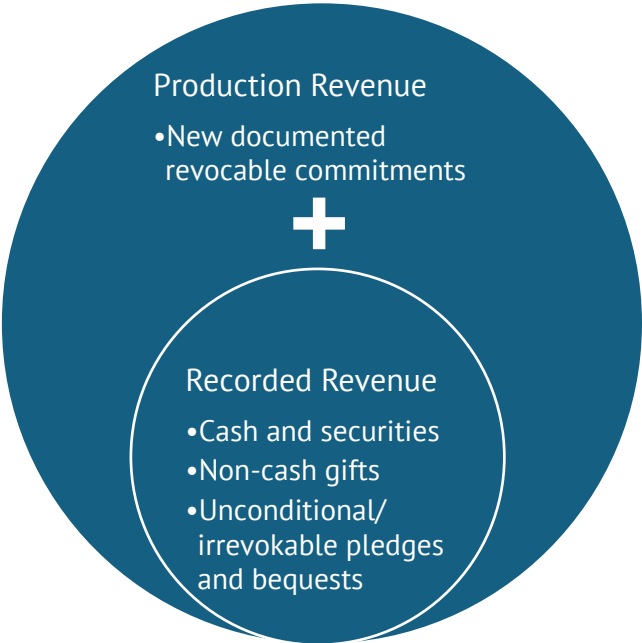 Production Revenue
•New documented
revocable commitments
+
Recorded Revenue
•Cash and securities
•Non-cash gifts
•Unconditional/
irrevokable pledges
and bequests